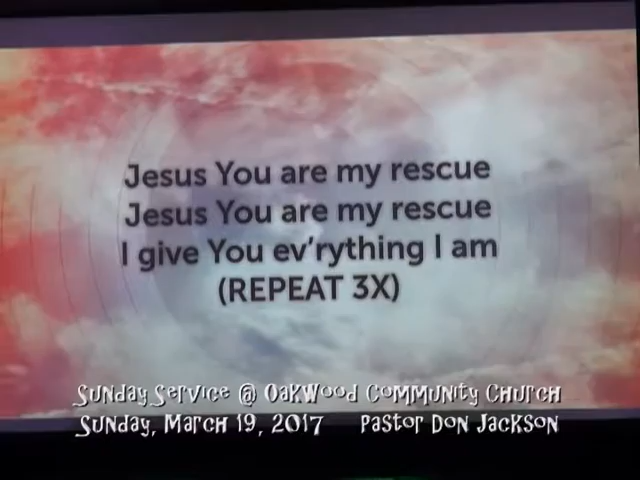 Jesus You are my rescue
Jesus You are my rescue
I give You ev'rything I am
(REPEAT 3X)
Sunday Service @ Oakwood Community Church
Sunday, March 19, 2017 Pastor Don Jackson